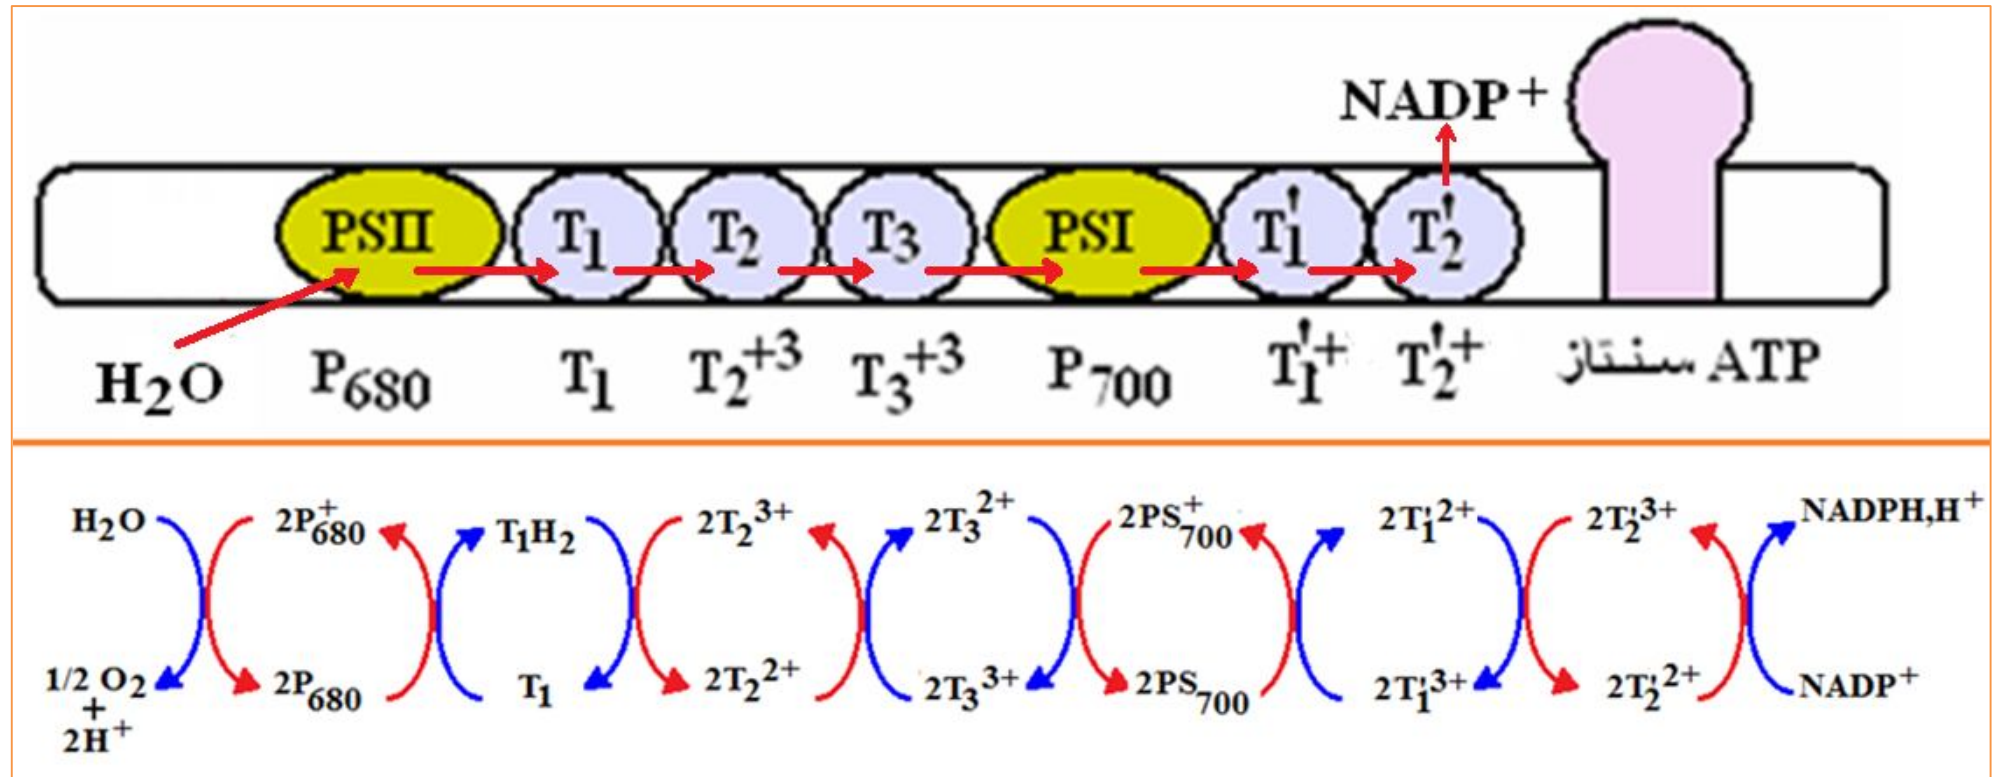 NADP+
PSII T1 T2 T3 PSI T'1 T'2
H2O P680 T1 T2+3 T3+3 P700 T'1+ T'2+ ATP سنتاز
H2O 2P+680 T1H2 2T23+ 2T32+ 2PS+700 2T'12+ 2T'23+ NADPH,H+
1/2 O2 2P680 T1 2T22+ 2T33+ 2PS700 2T'13+ 2T'22+ NADP+
+
2H+